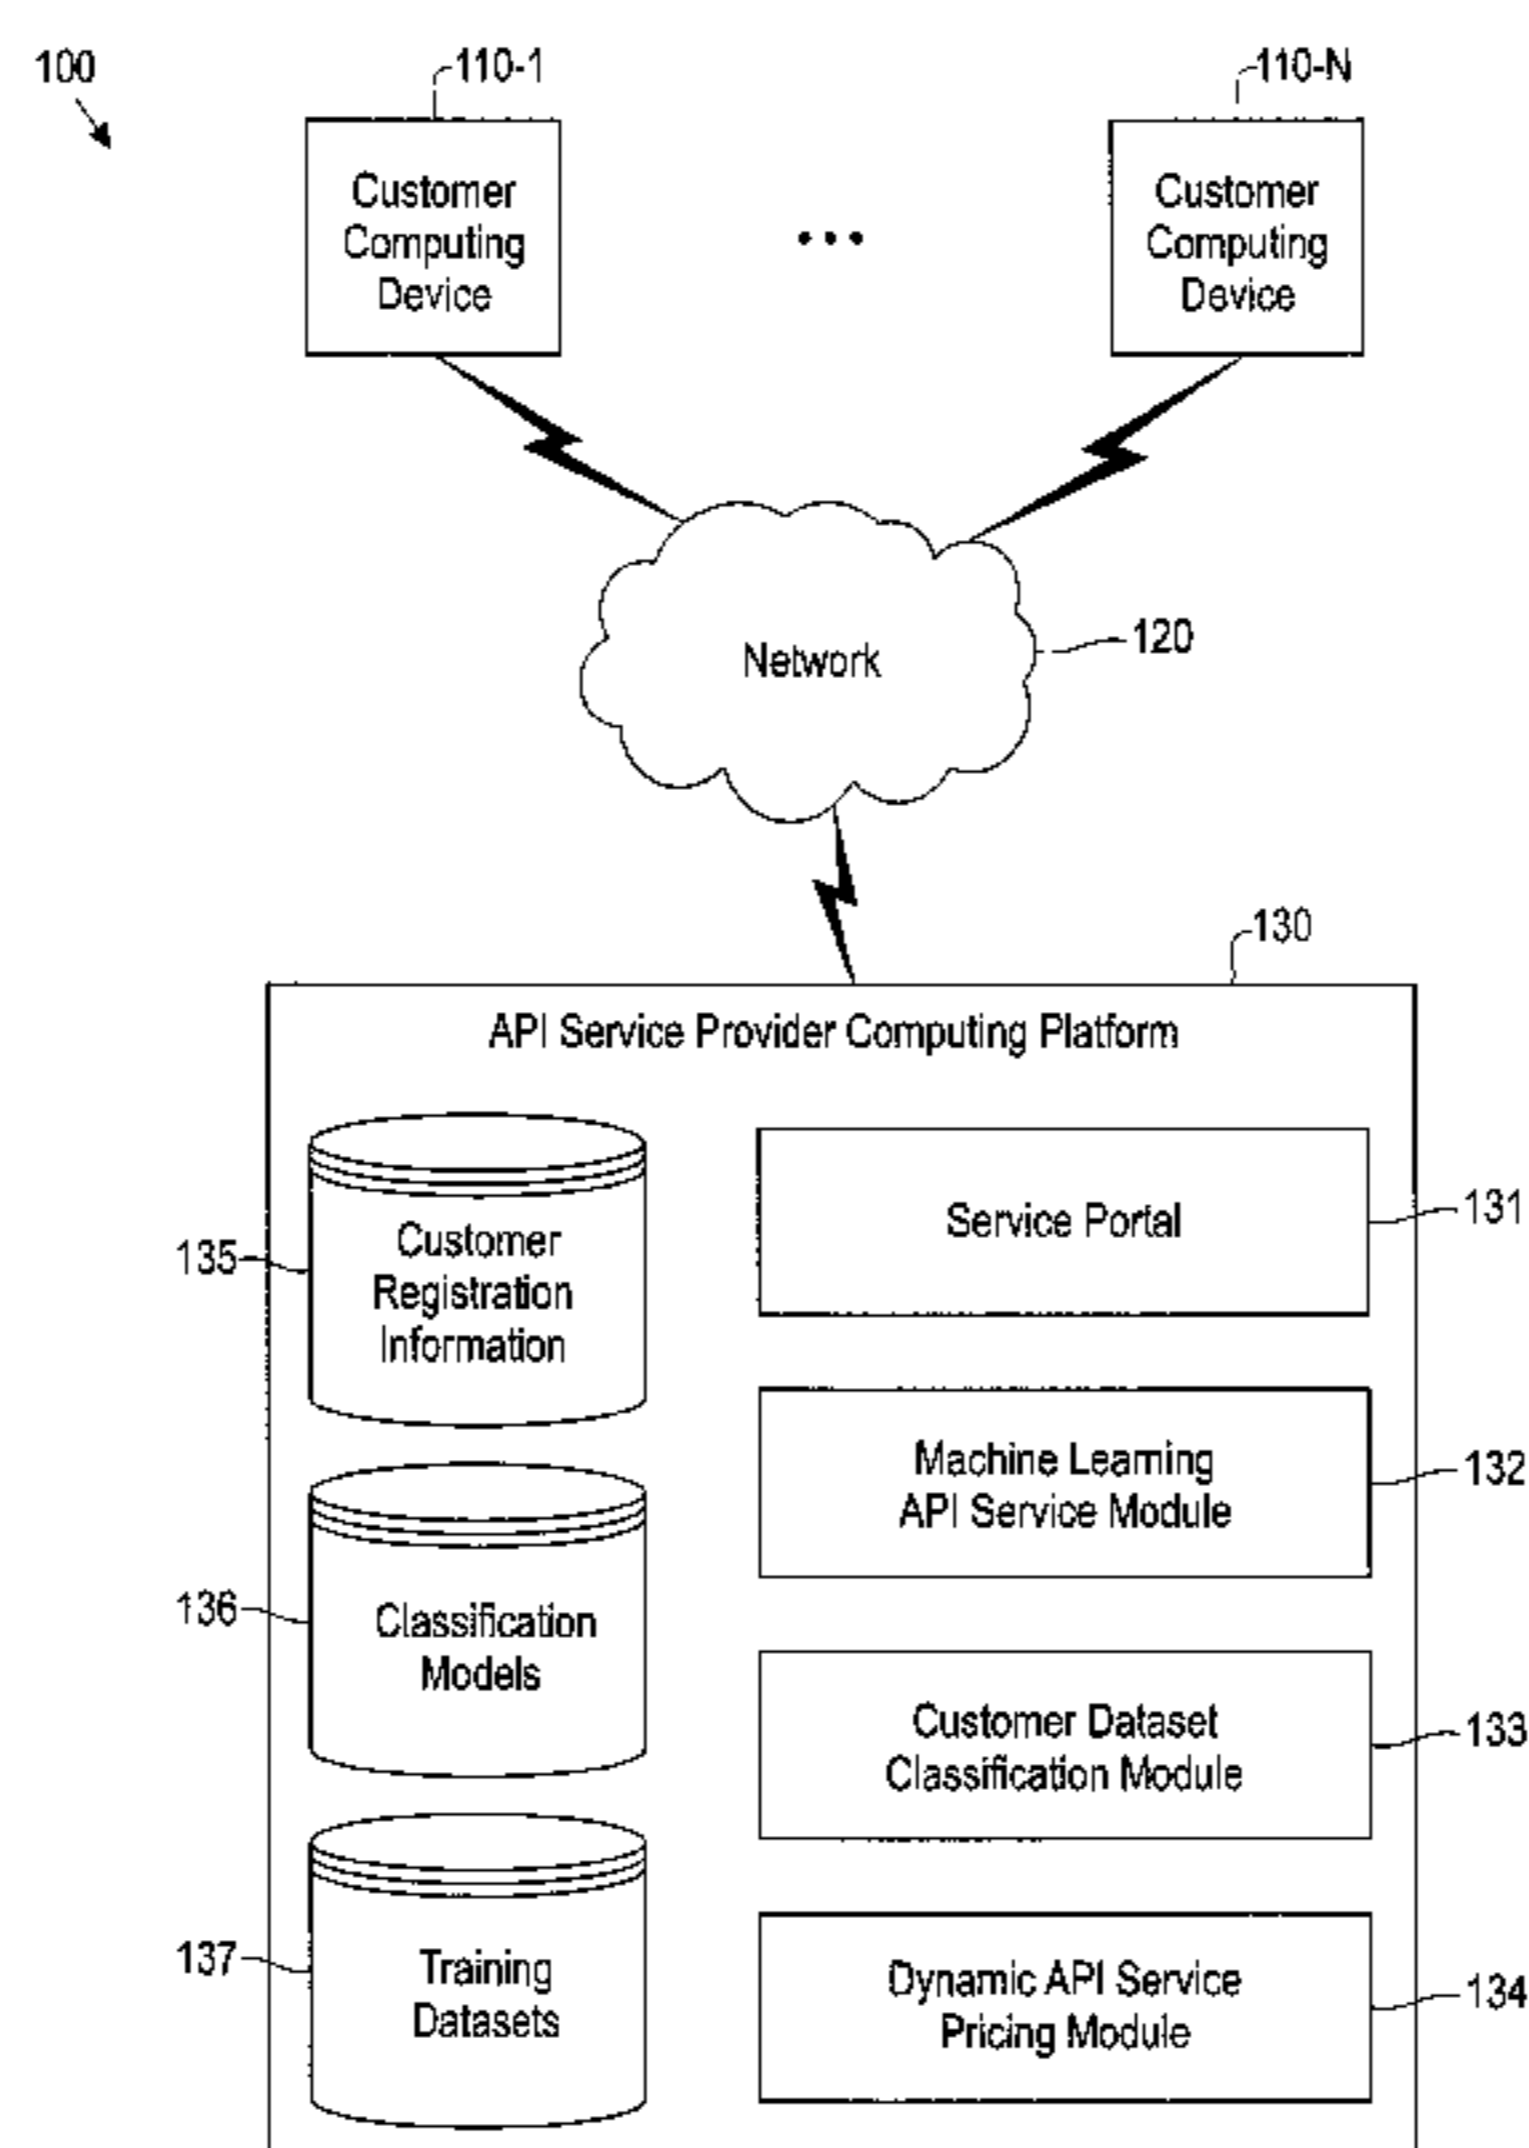 100
110-1
110-N
Customer
Computing
Device
Customer
Computing
Device
Network
120
130
API Service Provider Computing Platform
135
Customer
Registration
Information
Service Portal
131
Machine Learning
API Service Module
132
136
Classification
Models
Customer Dataset
Classification Module
133
137
Training
Datasets
Dynamic API Service
Pricing Module
134